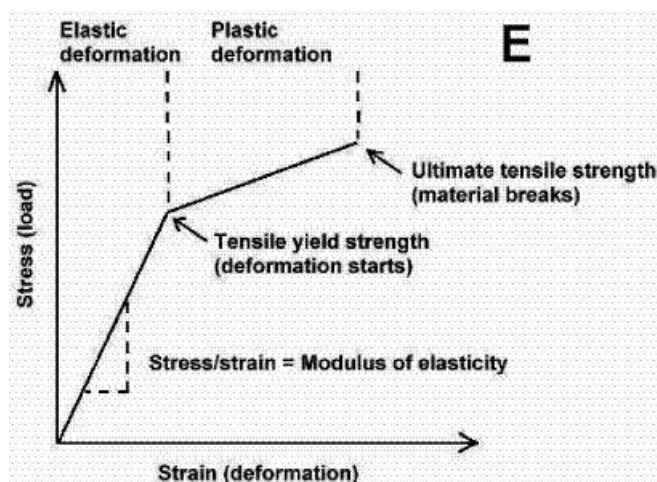 Elastic
deformation
Plastic
deformation
E
Ultimate tensile strength
(material breaks)
Tensile yield strength
(deformation starts)
Stress (load)
Stress/strain = Modulus of elasticity
Strain (deformation)